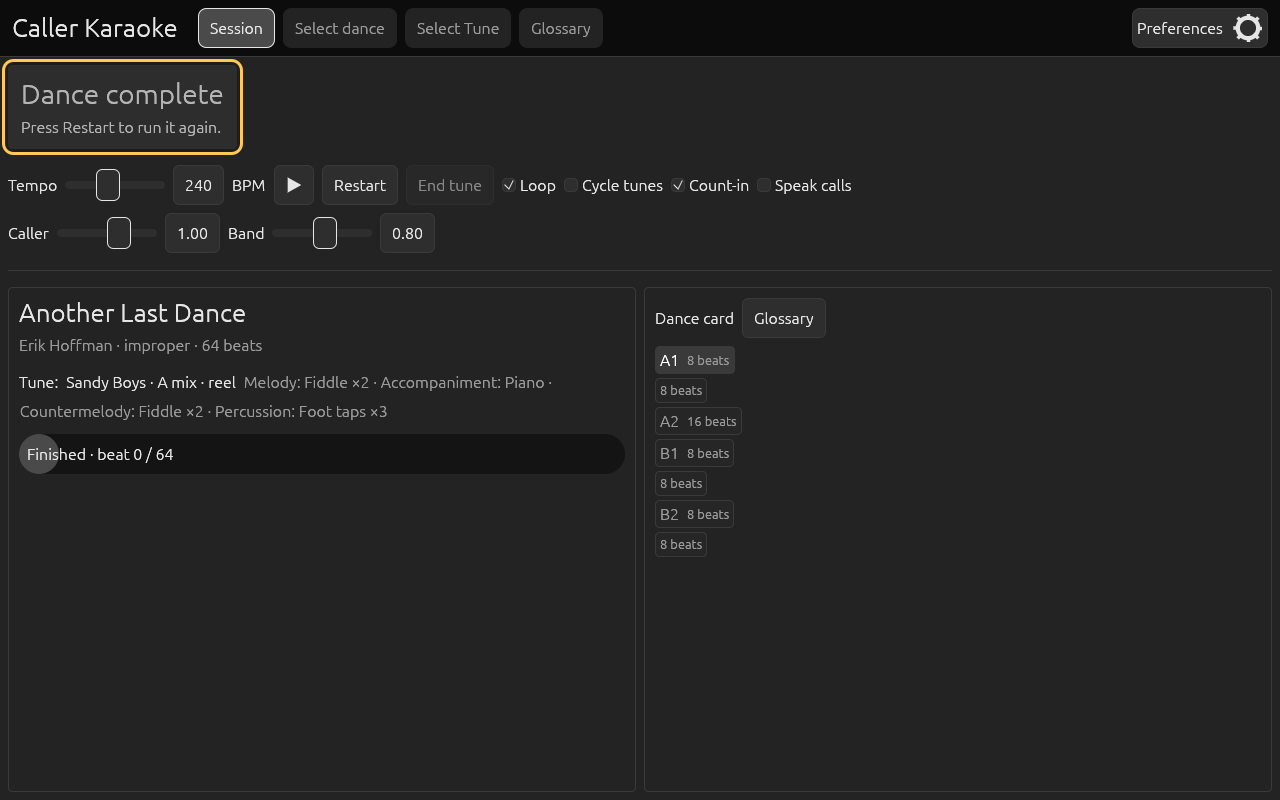 Caller Karaoke Session Select dance Select Tune Glossary Preferences
Dance complete
Press Restart to run it again.
Tempo 240 BPM Restart End tune Loop Cycle tunes Count-in Speak calls
Caller 1.00 Band 0.80
Another Last Dance
Erik Hoffman · improper · 64 beats
Tune: Sandy Boys · A mix · reel Melody: Fiddle ×2 · Accompaniment: Piano ·
Countermelody: Fiddle ×2 · Percussion: Foot taps ×3
Finished · beat 0 / 64
Dance card Glossary
A1 8 beats
8 beats
A2 16 beats
B1 8 beats
8 beats
B2 8 beats
8 beats